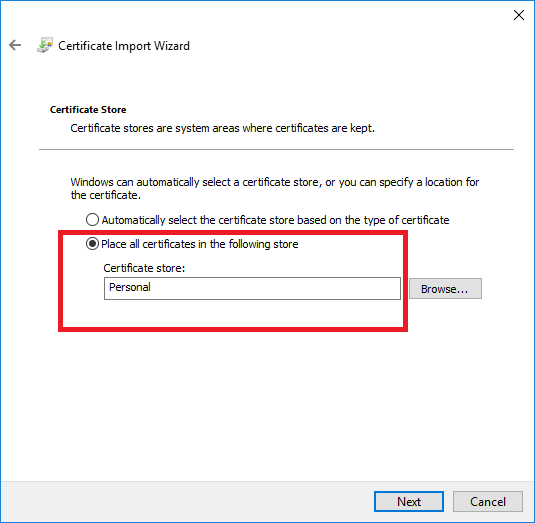 Certificate Import Wizard
Certificate Store
Certificate stores are system areas where certificates are kept.
Windows can automatically select a certificate store, or you can specify a location for
the certificate.
Automatically select the certificate store based on the type of certificate
Place all certificates in the following store
Certificate store:
Personal
Browse...
Next
Cancel